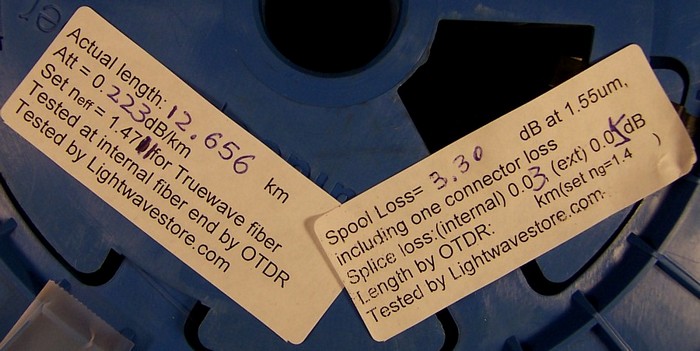 Actual length: 12.656 km
Att = 0.223dB/km
Set neff = 1.47 for Truewave fiber
Tested at internal fiber end by OTDR
Tested by Lightwavestore.com
Spool Loss= 3.30 dB at 1.55um,
including one connector loss
Splice loss:(internal) 0.03 (ext) 0.05dB
Length by OTDR: km(set ng=1.4 )
Tested by Lightwavestore.com